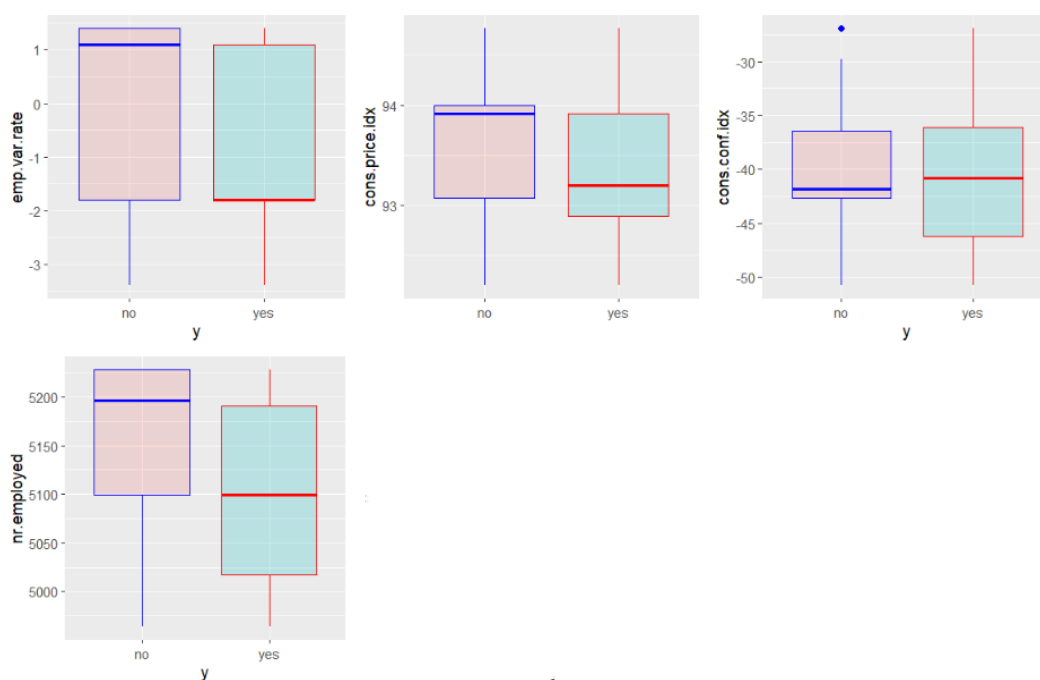 emp.var.rate
1
0
-1
-2
-3
no
yes
y
cons.price.idx
94
93
no
yes
cons.conf.idx
-30
-35
-40
-45
-50
no
yes
y
nr.employed
5200
5150
5100
5050
5000
no
yes
y